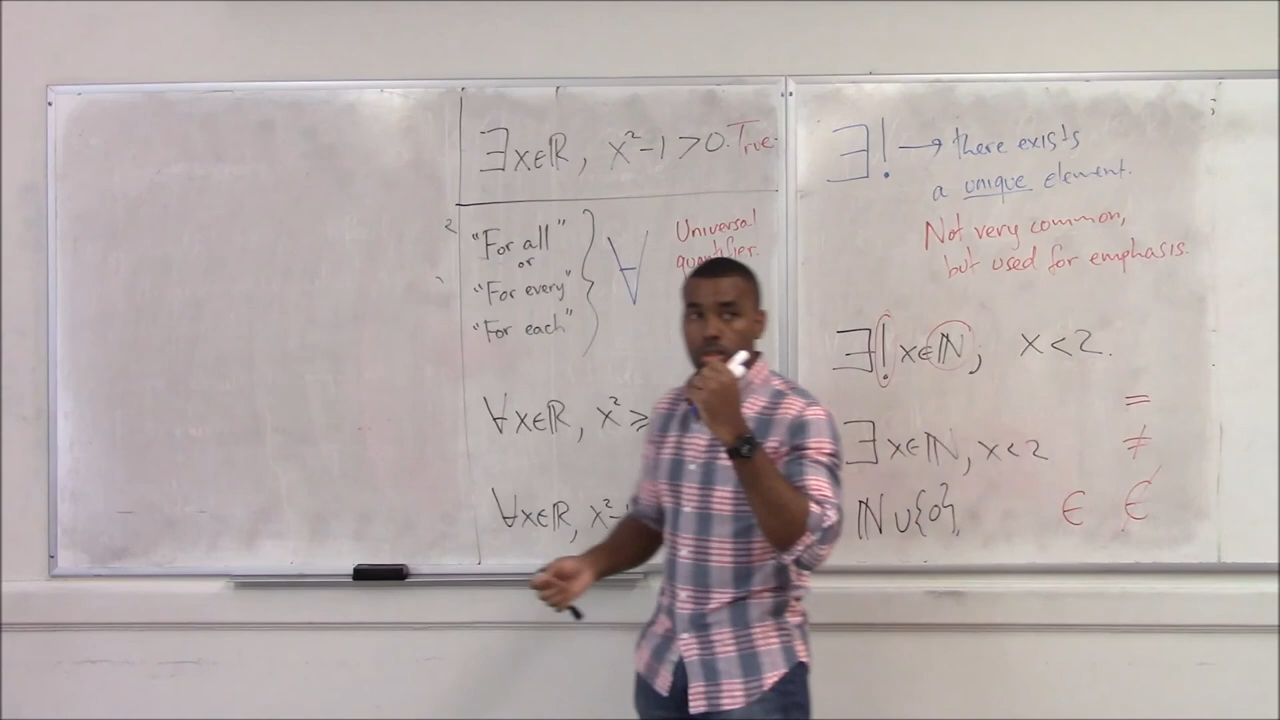 ∃x∈ℝ, x²-1>0. True.
"For all"
or
"For every"
"For each"
∀
Universal
quantifier.
∀x∈ℝ, x²⩾
∀x∈ℝ, x²-
∃! → there exists
a unique element.
Not very common,
but used for emphasis.
∃!x∈ℕ, x<2.
∃x∈ℕ, x<2
ℕ∪{0},
=
≠
∈ ∉